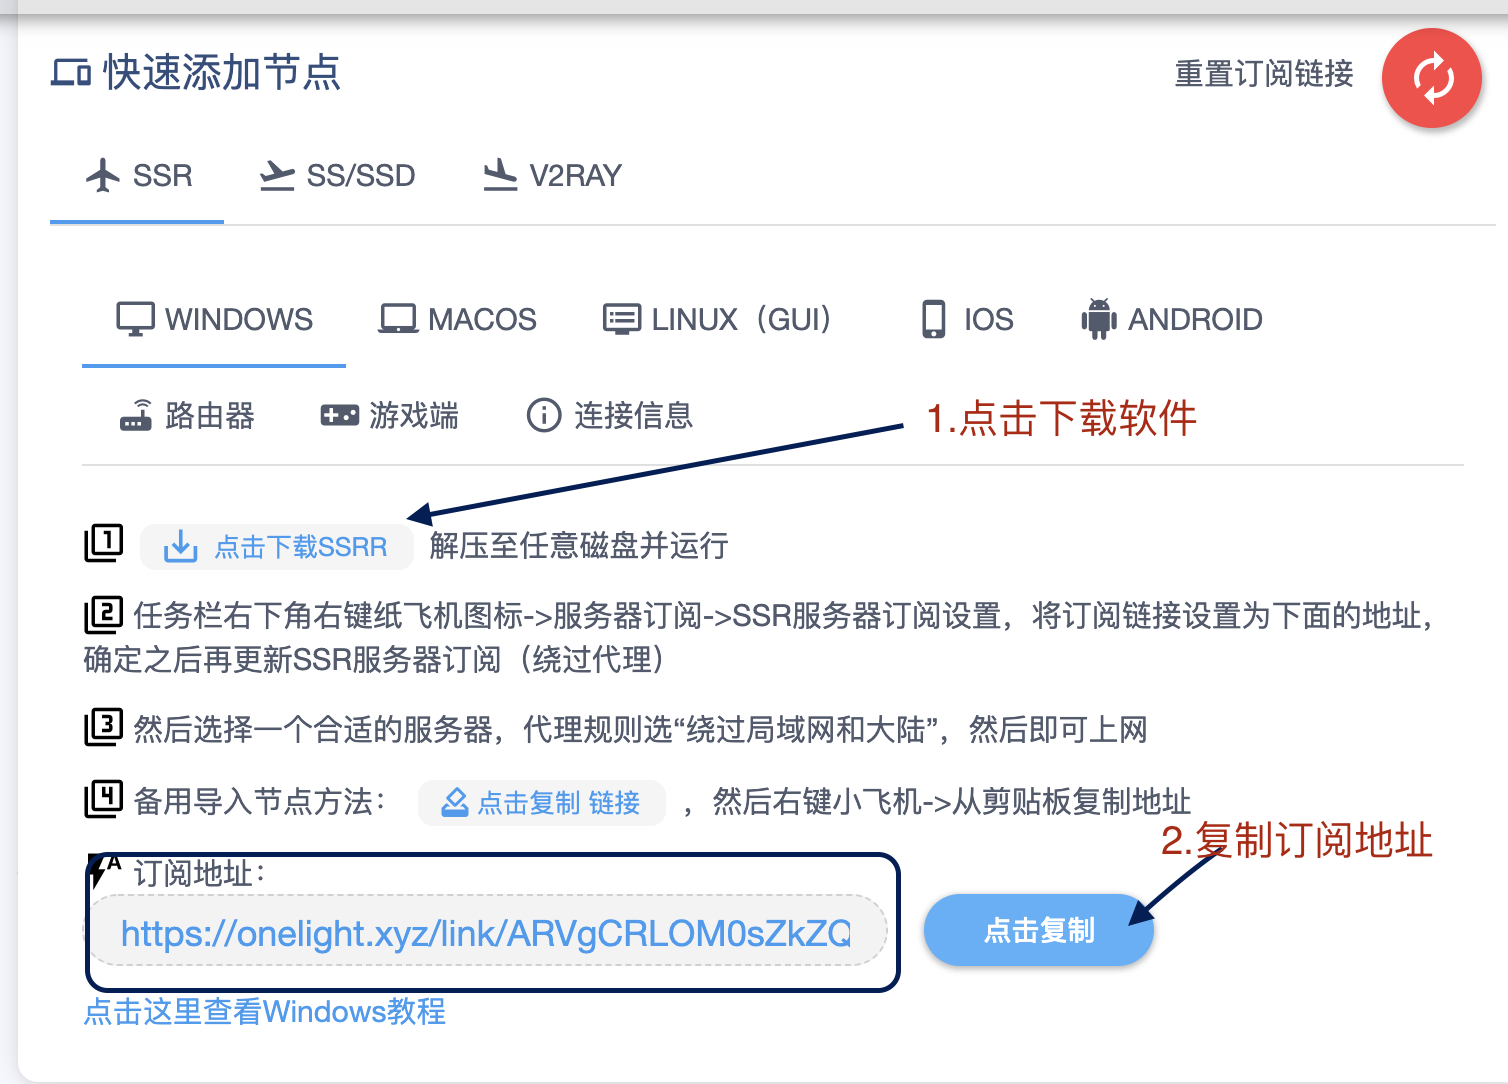 快速添加节点
重置订阅链接
SSR SS/SSD V2RAY
WINDOWS MACOS LINUX（GUI） IOS ANDROID
路由器 游戏端 连接信息
1.点击下载软件
1 点击下载SSRR 解压至任意磁盘并运行
2 任务栏右下角右键纸飞机图标->服务器订阅->SSR服务器订阅设置，将订阅链接设置为下面的地址，
确定之后再更新SSR服务器订阅（绕过代理）
3 然后选择一个合适的服务器，代理规则选“绕过局域网和大陆”，然后即可上网
4 备用导入节点方法： 点击复制 链接 ，然后右键小飞机->从剪贴板复制地址
2.复制订阅地址
A 订阅地址：
https://onelight.xyz/link/ARVgCRLOM0sZkZQ
点击复制
点击这里查看Windows教程